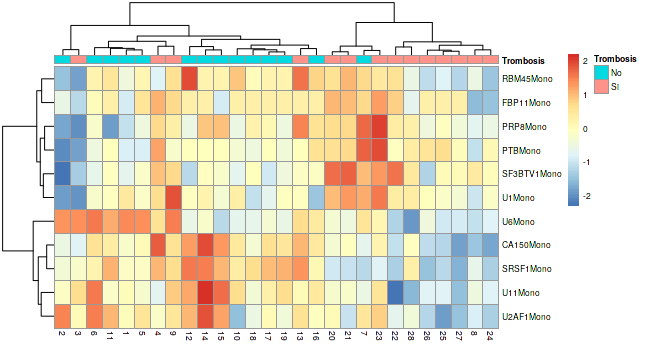 Trombosis
Trombosis
No
SI
2
1
0
-1
-2
RBM45Mono
FBP11Mono
PRP8Mono
PTBMono
SF3BTV1Mono
U1Mono
U6Mono
CA150Mono
SRSF1Mono
U11Mono
U2AF1Mono
2 3 6 11 1 5 4 9 12 14 15 10 18 17 19 13 16 20 21 7 23 22 28 26 25 27 8 24